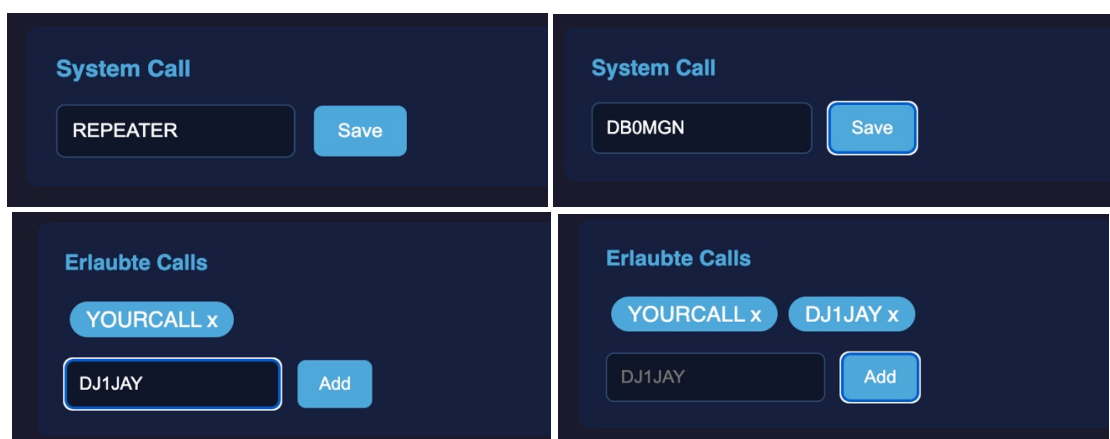 System Call
REPEATER Save
System Call
DB0MGN Save
Erlaubte Calls
YOURCALL x
DJ1JAY Add
Erlaubte Calls
YOURCALL x DJ1JAY x
DJ1JAY Add